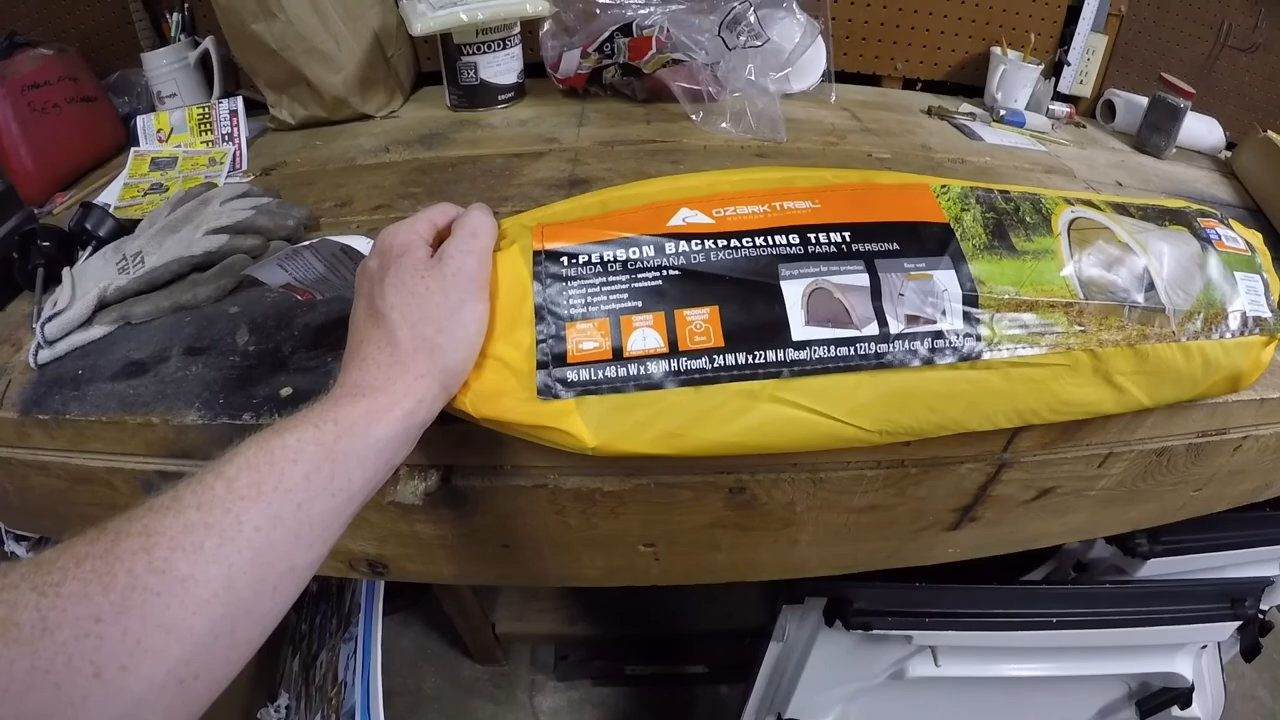 Varathane
WOOD STAIN
3X
EBONY
FREE
PAGES
OZARK TRAIL
OUTDOOR EQUIPMENT
1-PERSON BACKPACKING TENT
TIENDA DE CAMPAÑA DE EXCURSIONISMO PARA 1 PERSONA
• Lightweight design – weighs 3 lbs.
• Wind and weather resistant
• Easy 2-pole setup
• Good for backpacking
Zip-up window for rain protection
Rear vent
CENTER HEIGHT
PRODUCT WEIGHT
96 IN L x 48 in W x 36 IN H (Front), 24 IN W x 22 IN H (Rear) (243.8 cm x 121.9 cm x 91.4 cm, 61 cm x 55.9 cm)